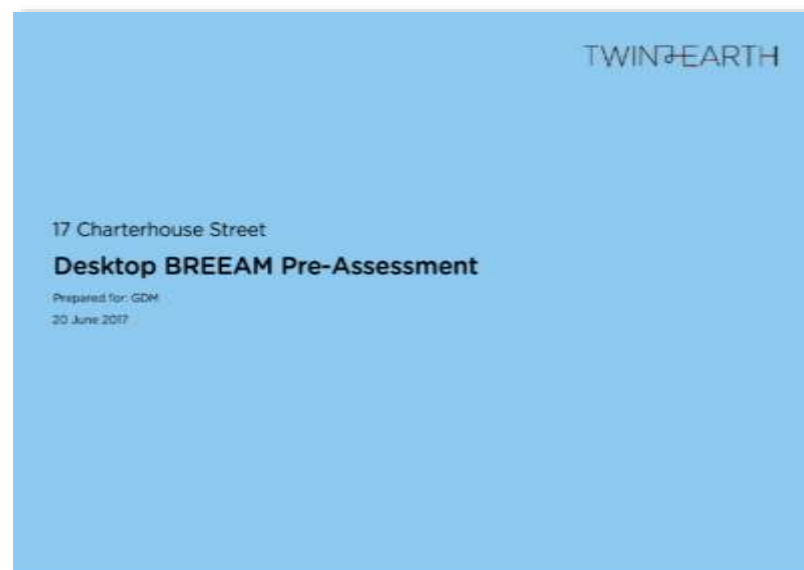 TWIN EARTH
17 Charterhouse Street
Desktop BREEAM Pre-Assessment
Prepared for: GDM
20 June 2017